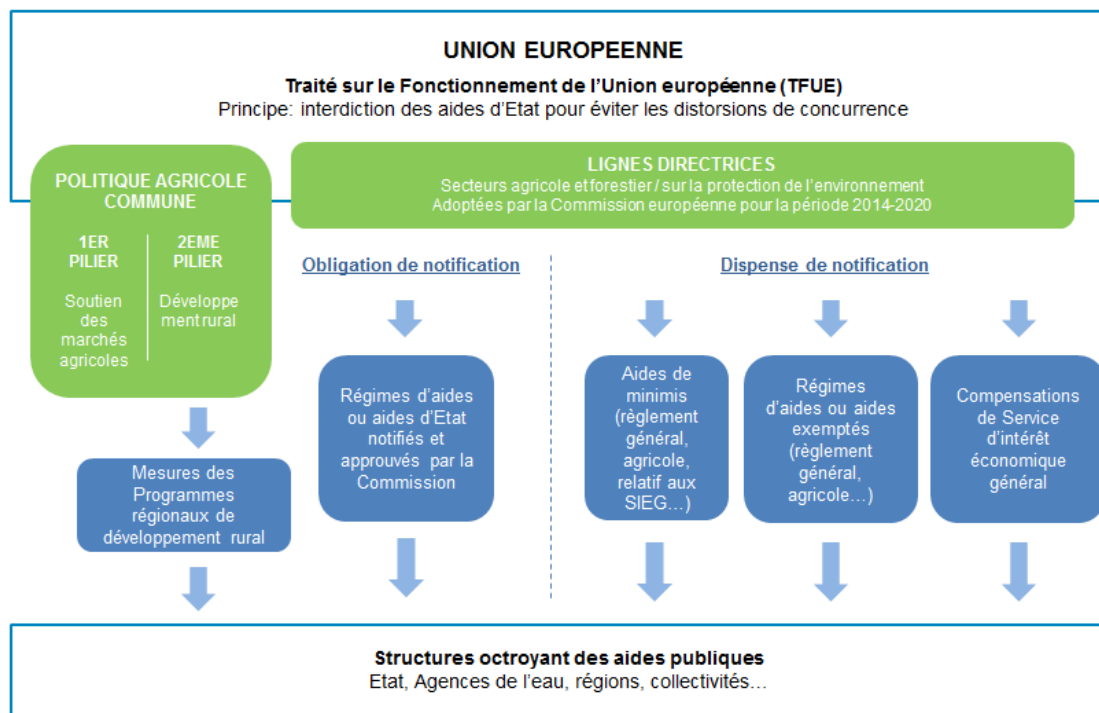 UNION EUROPEENNE
Traité sur le Fonctionnement de l'Union européenne (TFUE)
Principe: interdiction des aides d'Etat pour éviter les distorsions de concurrence
POLITIQUE AGRICOLE
COMMUNE
1ER
PILIER
Soutien
des
marchés
agricoles
2EME
PILIER
Développe
ment rural
LIGNES DIRECTRICES
Secteurs agricole et forestier / sur la protection de l'environnement
Adoptées par la Commission européenne pour la période 2014-2020
Obligation de notification
Dispense de notification
Mesures des
Programmes
régionaux de
développement rural
Régimes d'aides
ou aides d'Etat
notifiés et
approuvés par la
Commission
Aides de
minimis
(règlement
général,
agricole,
relatif aux
SIEG…)
Régimes
d'aides ou aides
exemptés
(règlement
général,
agricole…)
Compensations
de Service
d'intérêt
économique
général
Structures octroyant des aides publiques
Etat, Agences de l'eau, régions, collectivités…